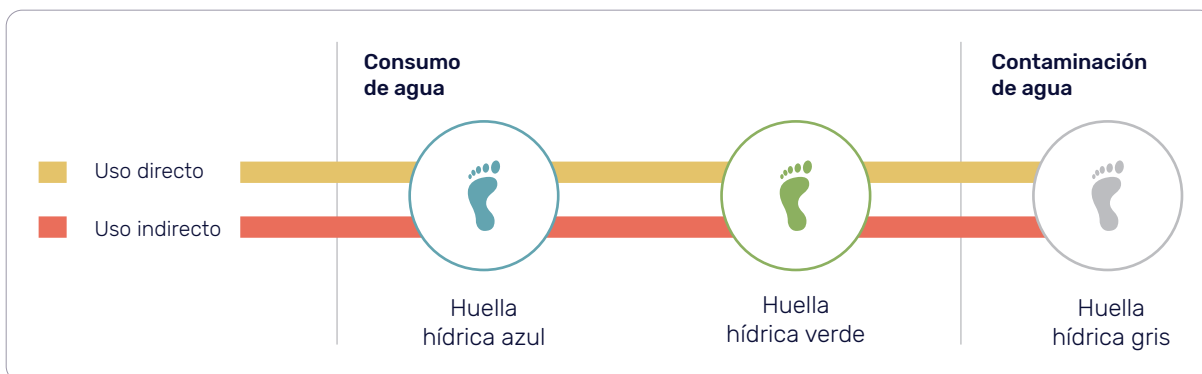 Consumo
de agua
Contaminación
de agua
Uso directo
Uso indirecto
Huella
hídrica azul
Huella
hídrica verde
Huella
hídrica gris